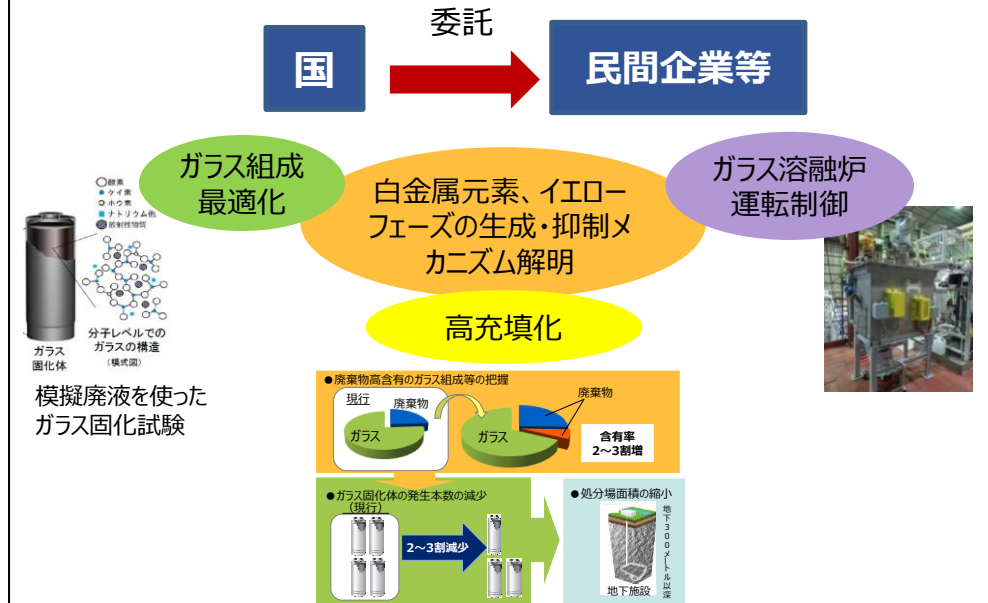 委託
国
民間企業等
ガラス組成
最適化
白金属元素、イエロー
フェーズの生成・抑制メ
カニズム解明
ガラス溶融炉
運転制御
高充填化
○酸素
●ケイ素
○ホウ素
■ナトリウム他
放射性物質
分子レベルでの
ガラスの構造
(模式図)
ガラス
固化体
模擬廃液を使った
ガラス固化試験
●廃棄物高含有のガラス組成等の把握
現行
廃棄物
ガラス
廃棄物
ガラス
含有率
2～3割増
●ガラス固化体の発生本数の減少
(現行)
2～3割減少
●処分場面積の縮小
地下300メートル以深
地下施設